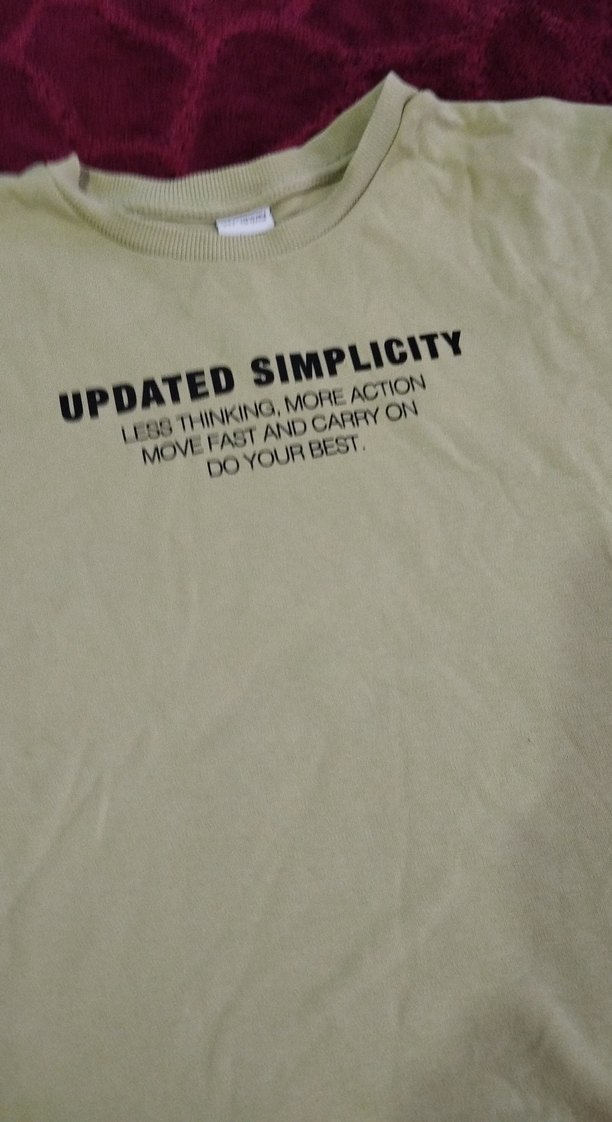 UPDATED SIMPLICITY
LESS THINKING, MORE ACTION
MOVE FAST AND CARRY ON
DO YOUR BEST.